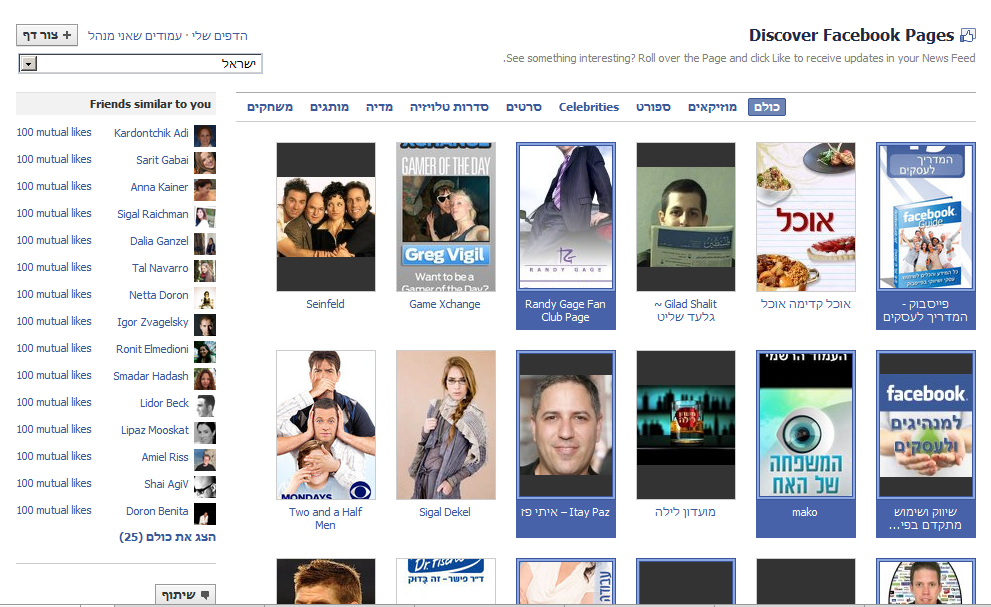 Discover Facebook Pages
See something interesting? Roll over the Page and click Like to receive updates in your News Feed.
הדפים שלי · עמודים שאני מנהל
+ צור דף
ישראל
כולם מוזיקאים ספורט Celebrities סרטים סדרות טלויזיה מדיה מותגים משחקים
המדריך
לעסקים
facebook
Guide
פייסבוק -
המדריך לעסקים
אוכל
אוכל קדימה אוכל
Gilad Shalit ~
גלעד שליט
RANDY GAGE
Randy Gage Fan
Club Page
XCHANGE
GAMER OF THE DAY
Greg Vigil
Want to be a
Gamer of the Day?
Game Xchange
Seinfeld
facebook
למנהיגים
ולעסקים
שיווק ושימוש
מתקדם בפי...
העמוד הרשמי
המשפחה
של האח
mako
מועדון לילה
איתי פז – Itay Paz
Sigal Dekel
MONDAYS
Two and a Half
Men
עבודה
Dr. Fischer
ד"ר פישר - זה בדוק
Friends similar to you
Kardontchik Adi 100 mutual likes
Sarit Gabai 100 mutual likes
Anna Kainer 100 mutual likes
Sigal Raichman 100 mutual likes
Dalia Ganzel 100 mutual likes
Tal Navarro 100 mutual likes
Netta Doron 100 mutual likes
Igor Zvagelsky 100 mutual likes
Ronit Elmedioni 100 mutual likes
Smadar Hadash 100 mutual likes
Lidor Beck 100 mutual likes
Lipaz Mooskat 100 mutual likes
Amiel Riss 100 mutual likes
Shai AgiV 100 mutual likes
Doron Benita 100 mutual likes
הצג את כולם (25)
שיתוף